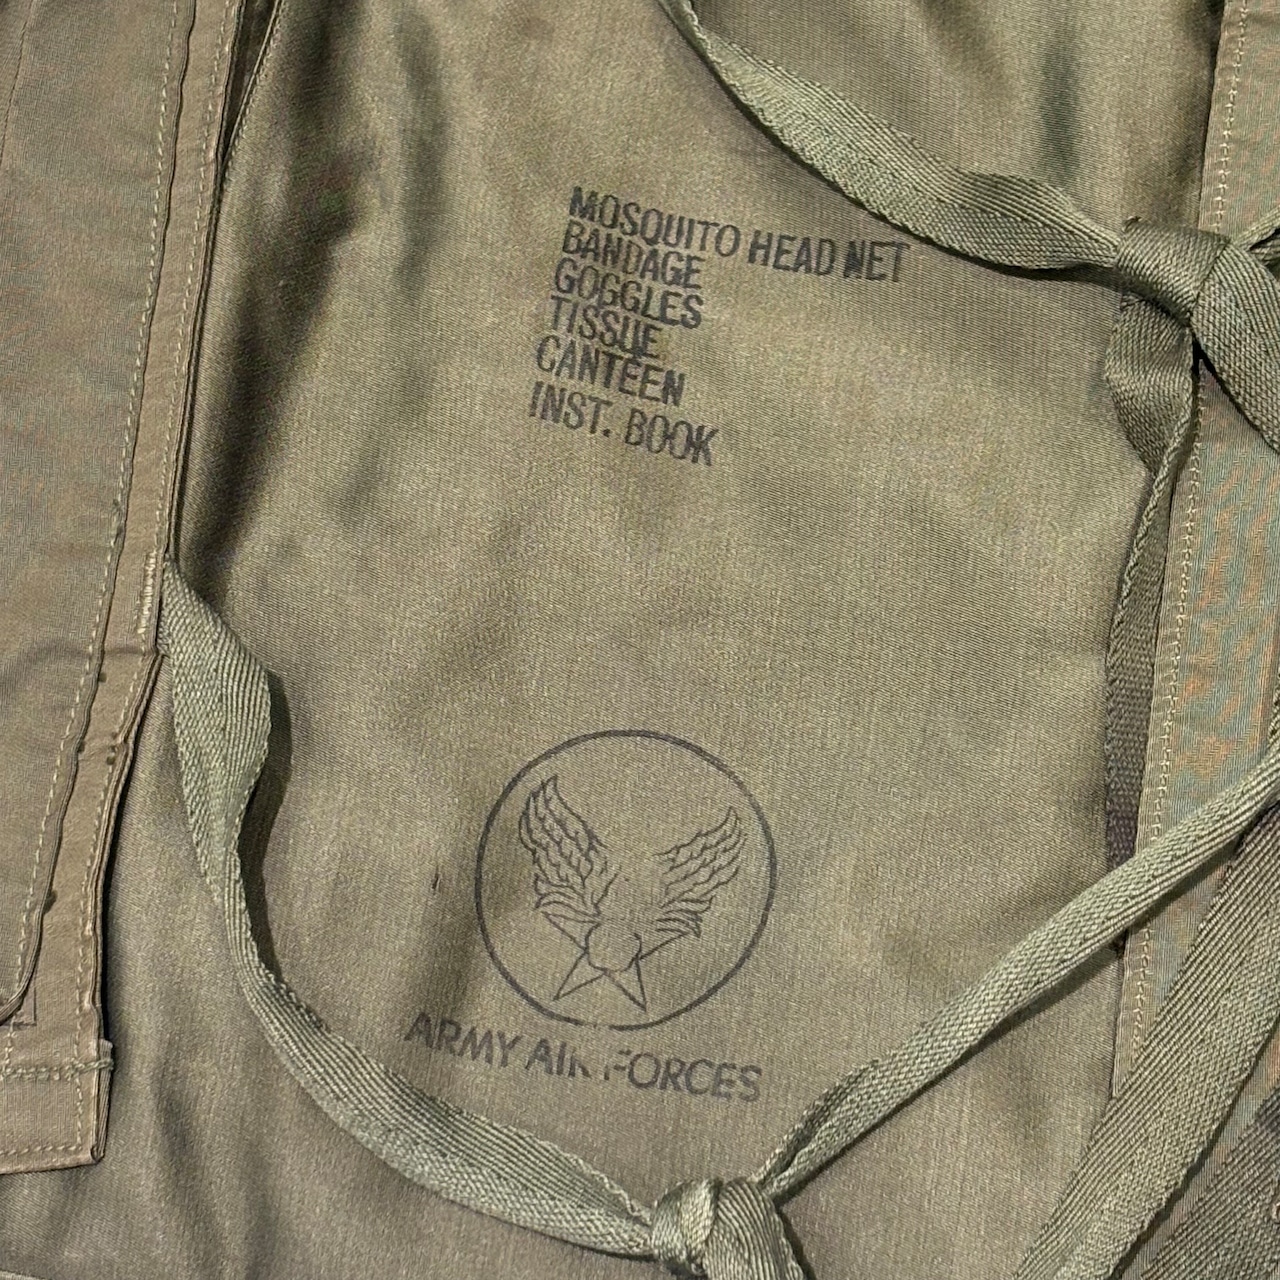 MOSQUITO HEAD NET
BANDAGE
GOGGLES
TISSUE
CANTEEN
INST. BOOK
ARMY AIR FORCES